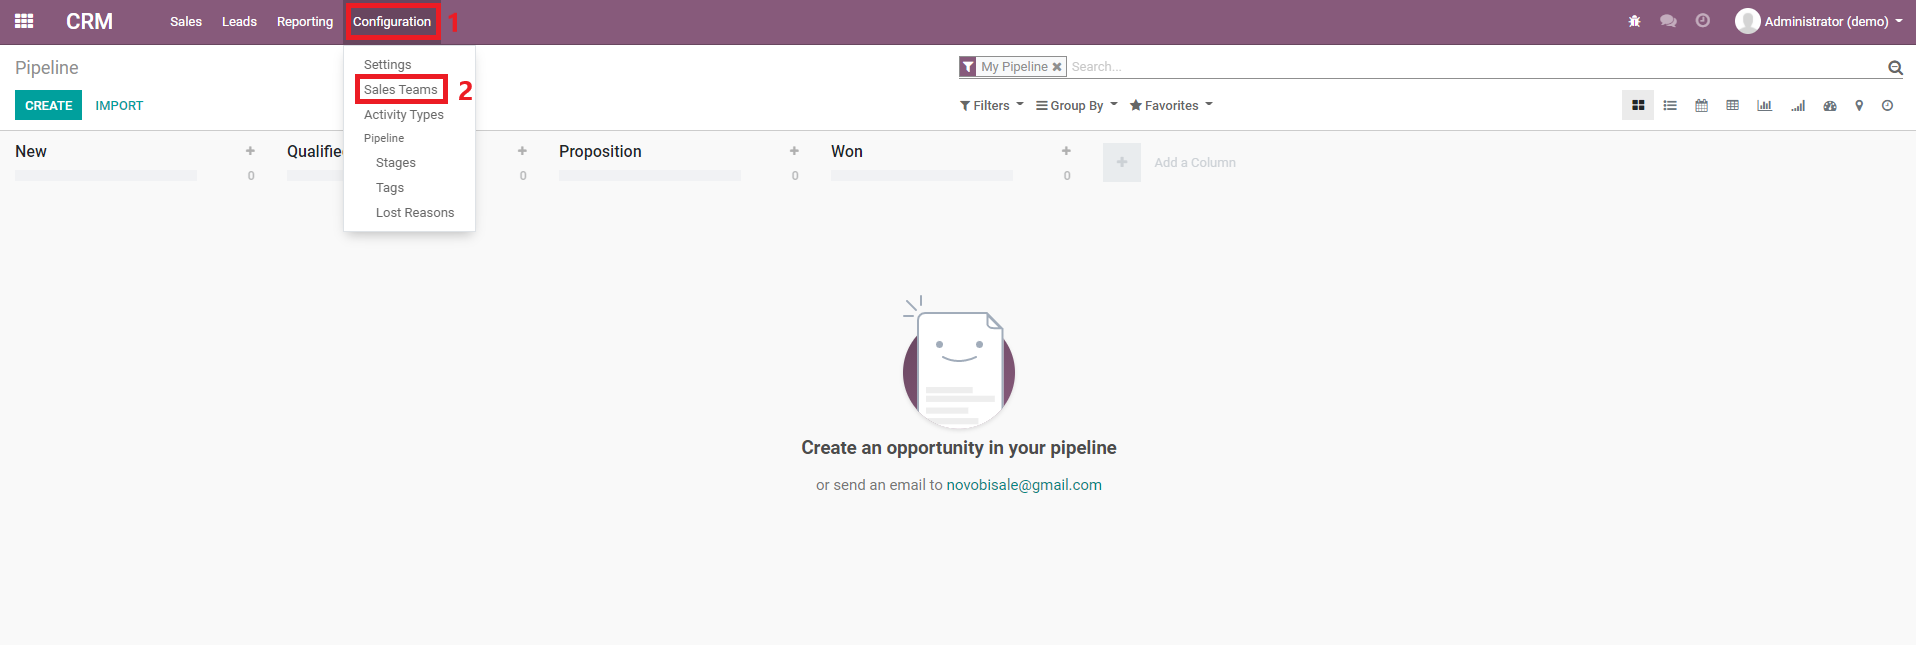 CRM Sales Leads Reporting Configuration 1 Administrator (demo)
Pipeline
My Pipeline Search...
CREATE IMPORT
Filters Group By Favorites
Settings
Sales Teams 2
Activity Types
Pipeline
Stages
Tags
Lost Reasons
New
0
Qualifie
0
Proposition
0
Won
0
Add a Column
Create an opportunity in your pipeline
or send an email to novobisale@gmail.com